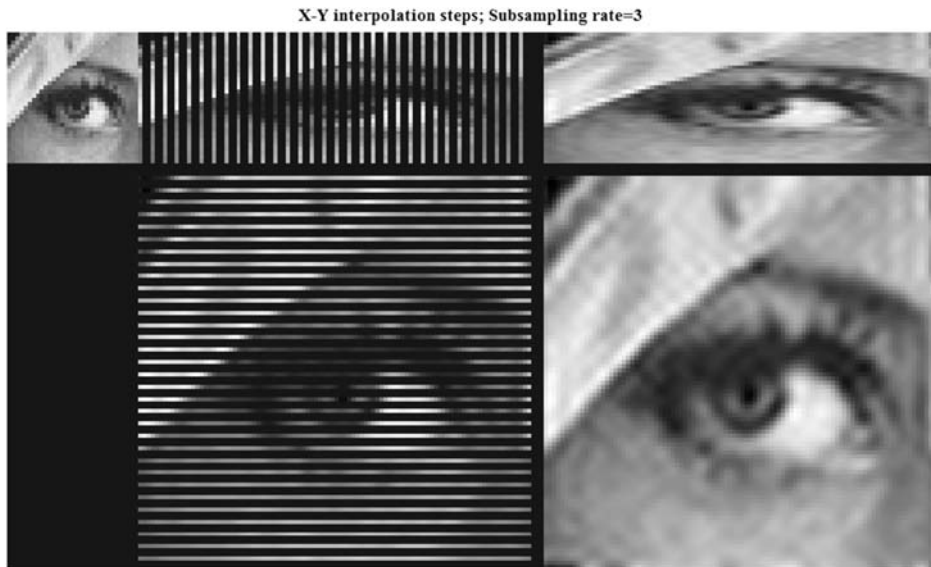 X-Y interpolation steps; Subsampling rate=3